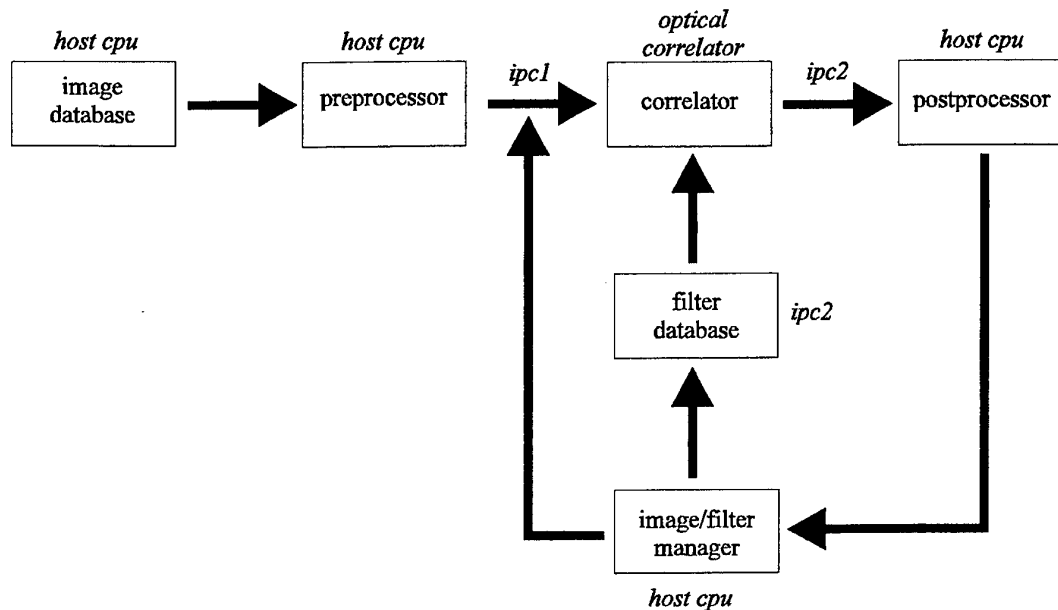 host cpu
image
database
host cpu
preprocessor
ipc1
optical
correlator
correlator
ipc2
host cpu
postprocessor
filter
database
ipc2
image/filter
manager
host cpu